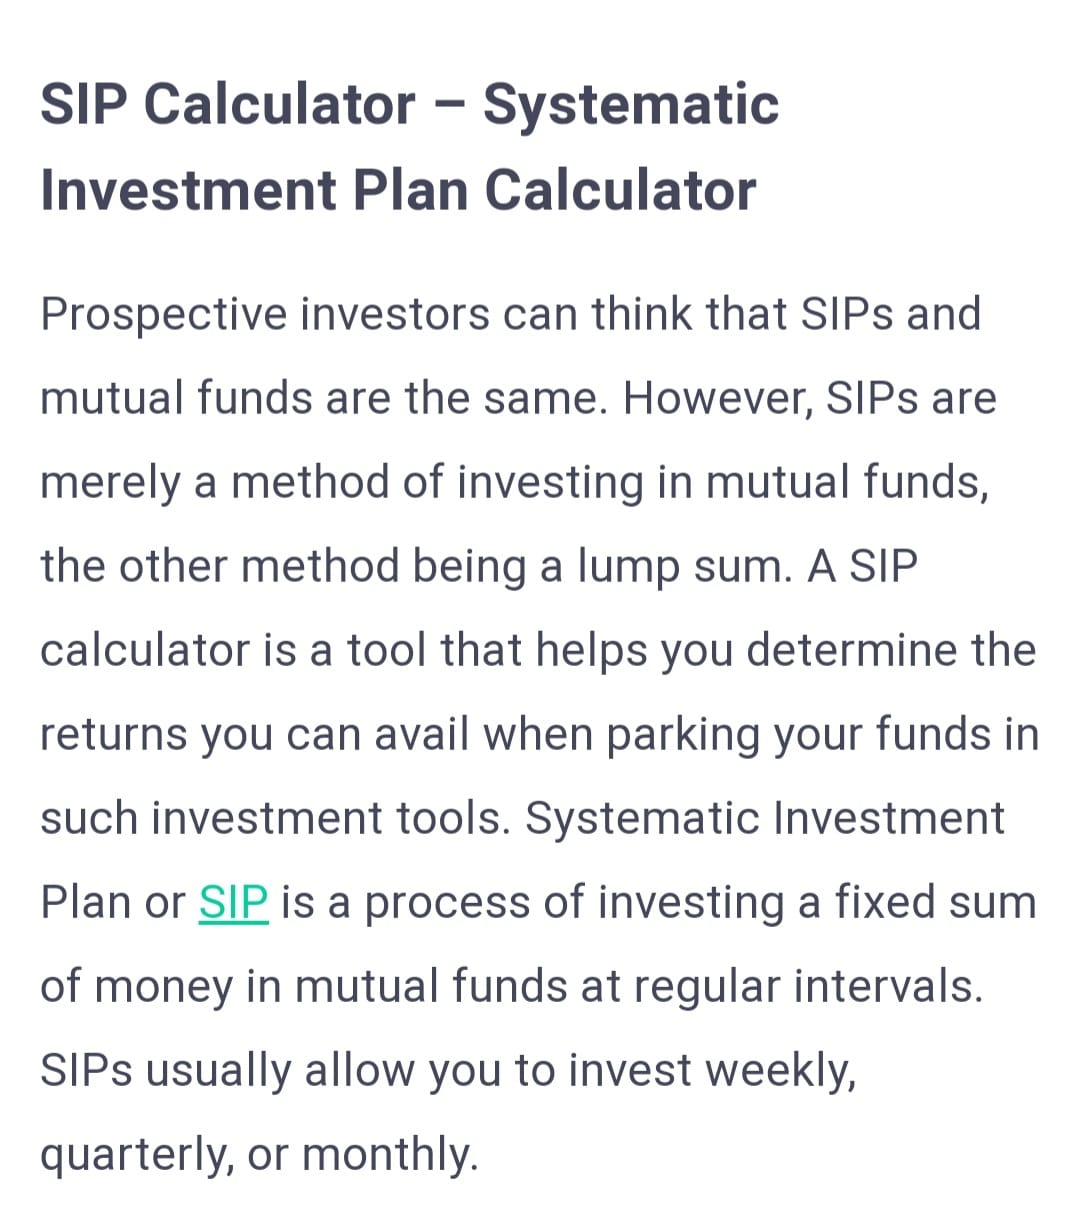 SIP Calculator – Systematic
Investment Plan Calculator
Prospective investors can think that SIPs and
mutual funds are the same. However, SIPs are
merely a method of investing in mutual funds,
the other method being a lump sum. A SIP
calculator is a tool that helps you determine the
returns you can avail when parking your funds in
such investment tools. Systematic Investment
Plan or SIP is a process of investing a fixed sum
of money in mutual funds at regular intervals.
SIPs usually allow you to invest weekly,
quarterly, or monthly.